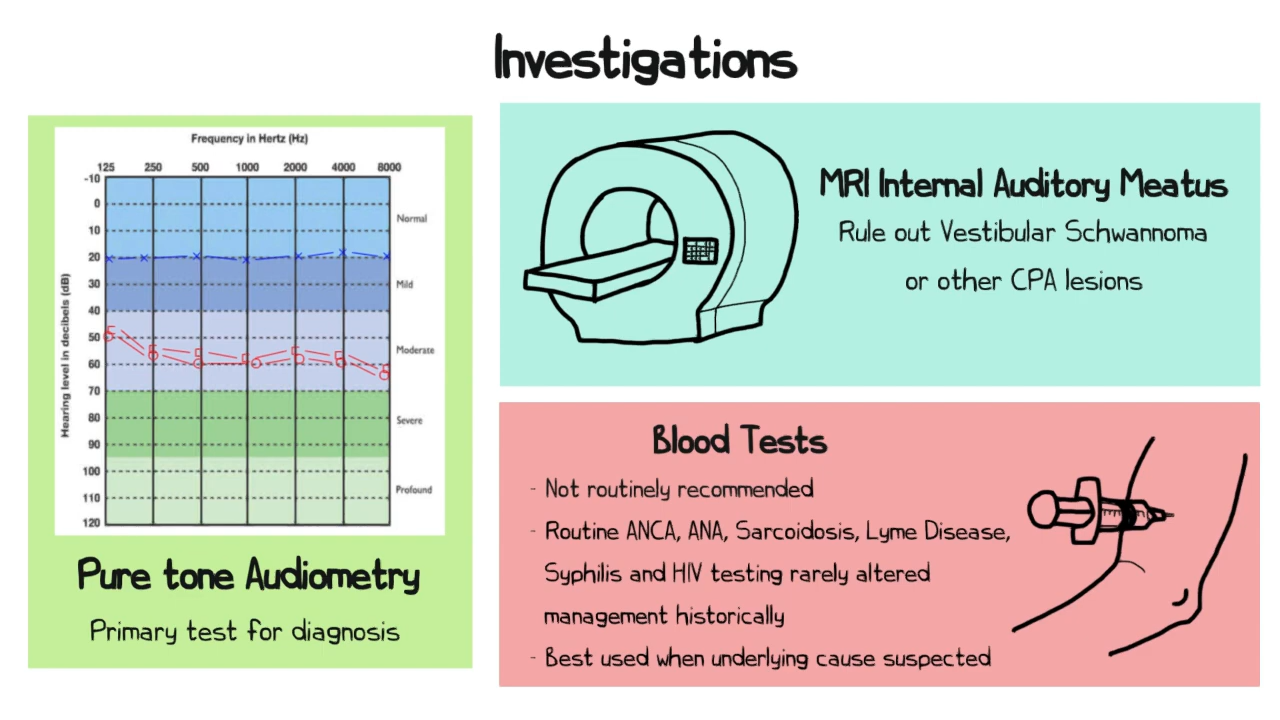 Investigations
Frequency in Hertz (Hz)
125 250 500 1000 2000 4000 8000
-10
0
10
20
30
40
50
60
70
80
90
100
110
120
Hearing level in decibels (dB)
Normal
Mild
Moderate
Severe
Profound
Pure tone Audiometry
Primary test for diagnosis
MRI Internal Auditory Meatus
Rule out Vestibular Schwannoma
or other CPA lesions
Blood Tests
- Not routinely recommended
- Routine ANCA, ANA, Sarcoidosis, Lyme Disease,
Syphilis and HIV testing rarely altered
management historically
- Best used when underlying cause suspected